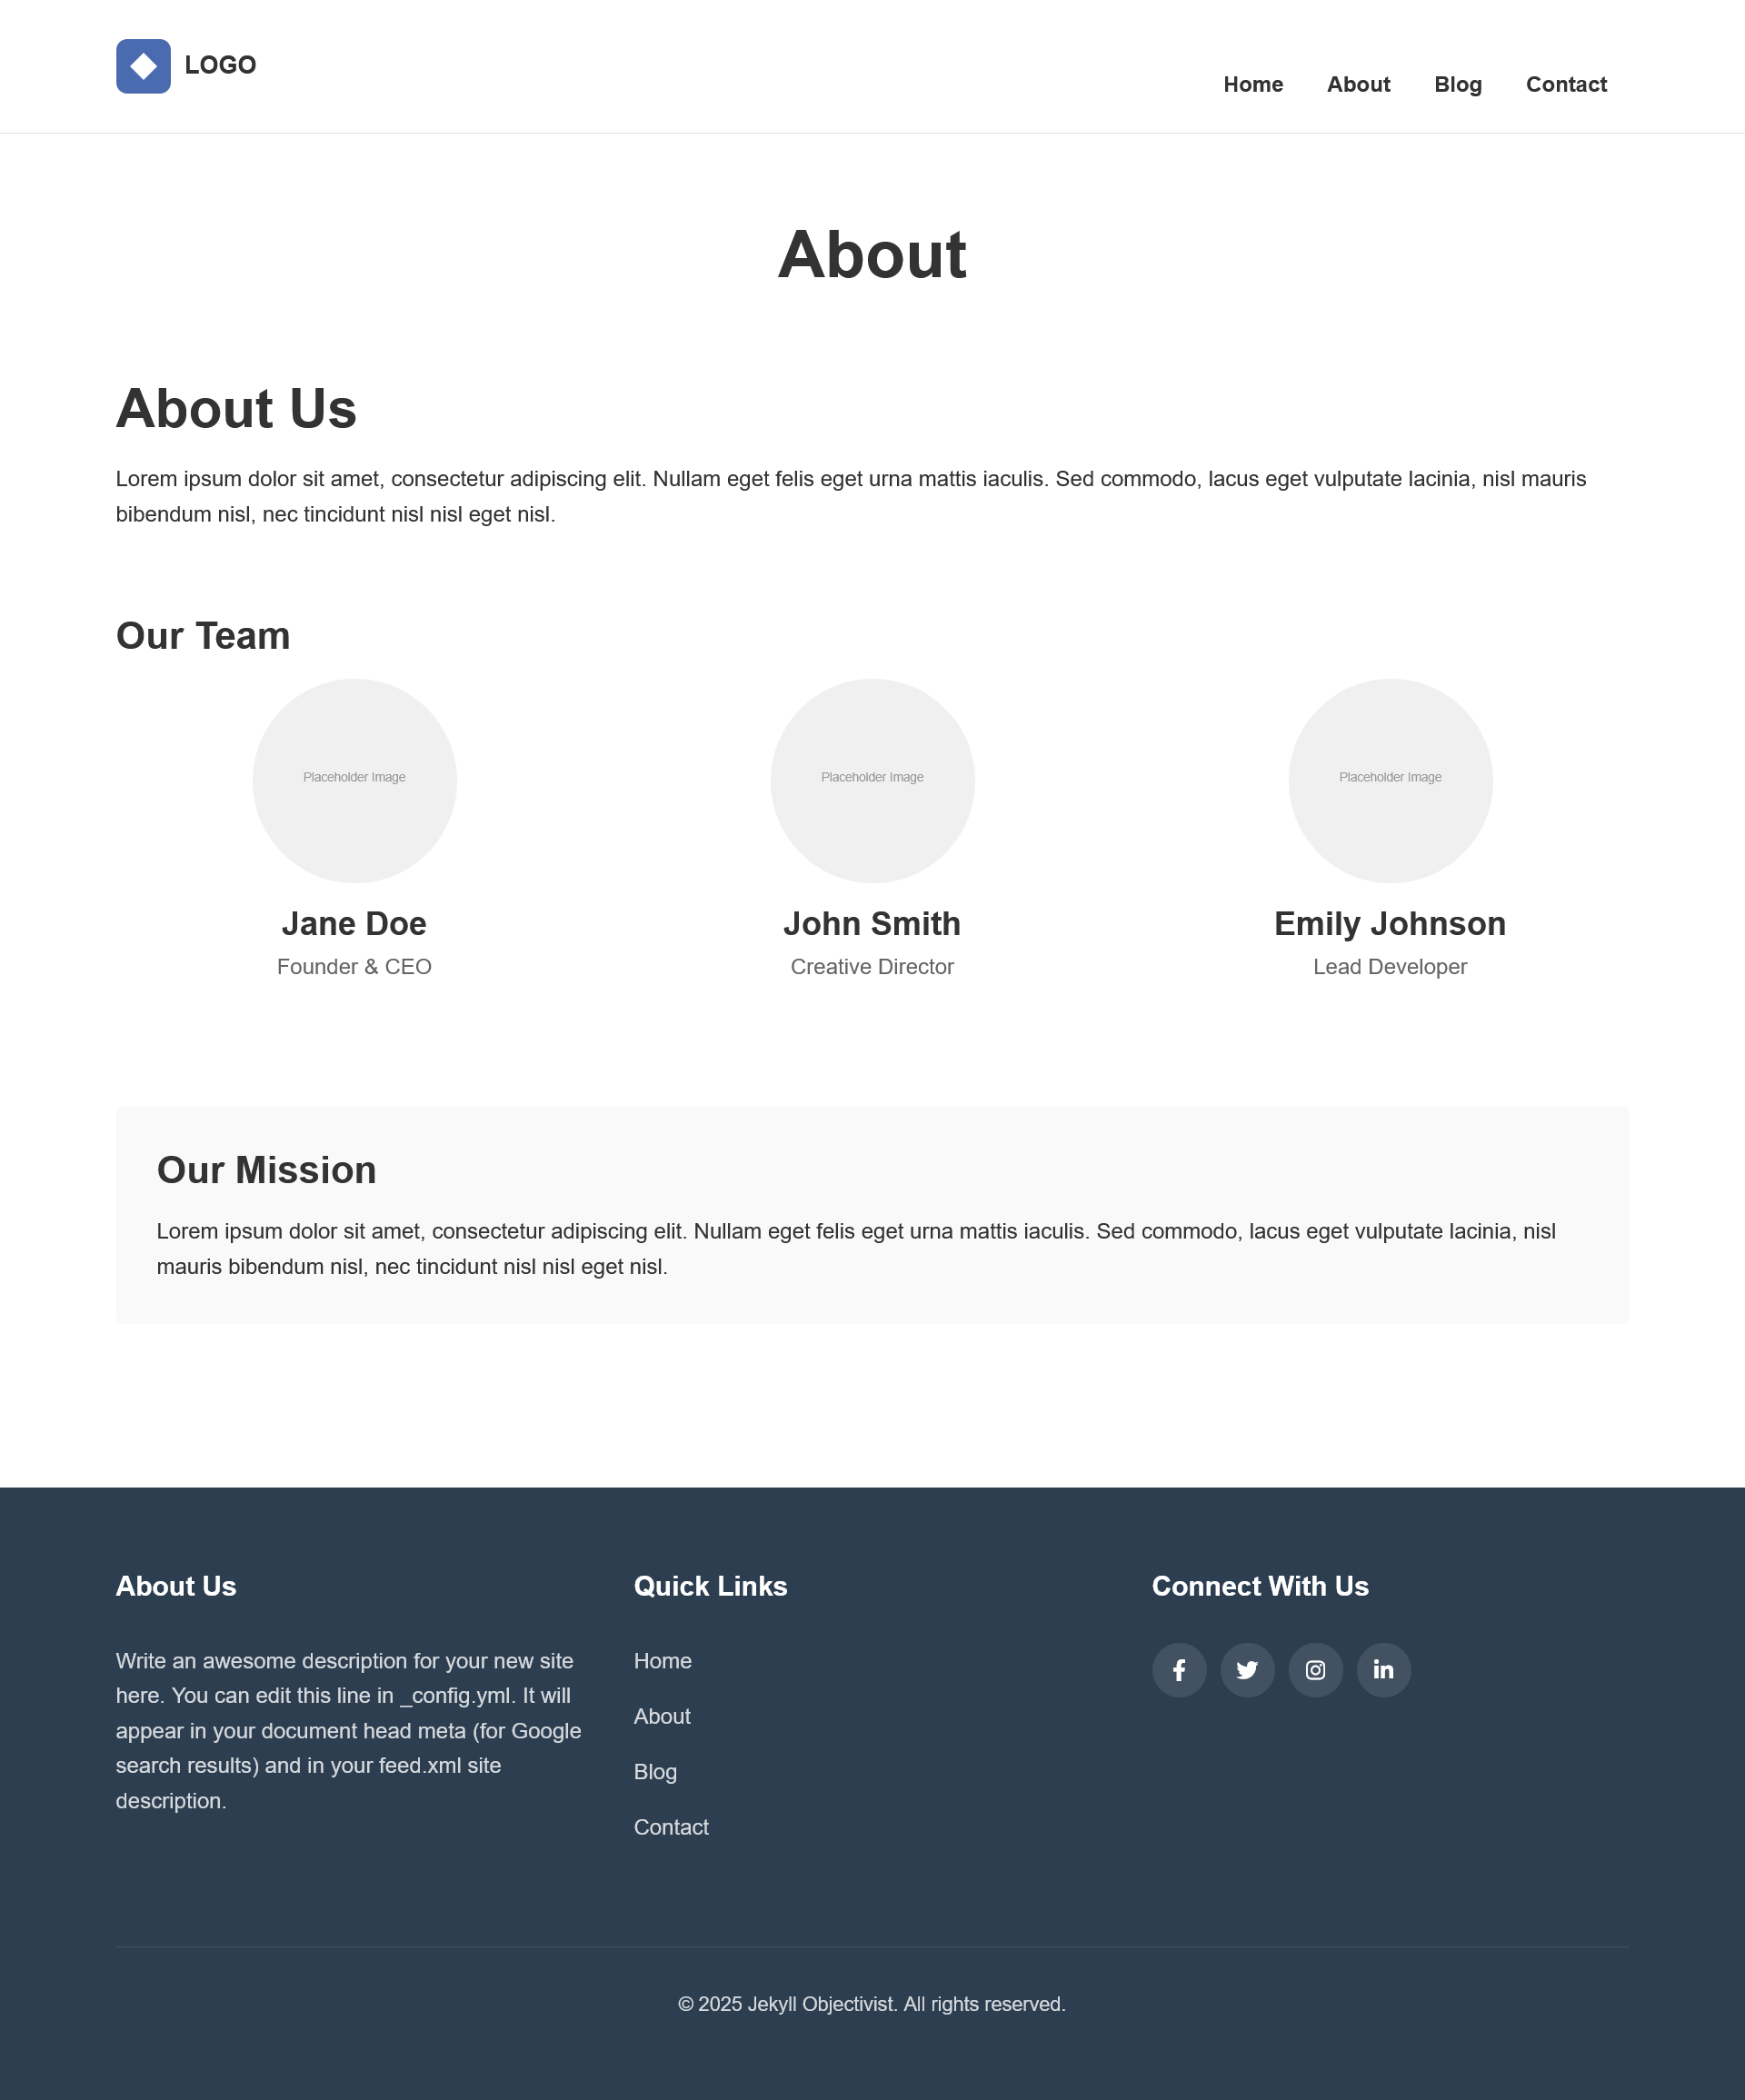 LOGO
Home About Blog Contact
About
About Us
Lorem ipsum dolor sit amet, consectetur adipiscing elit. Nullam eget felis eget urna mattis iaculis. Sed commodo, lacus eget vulputate lacinia, nisl mauris
bibendum nisl, nec tincidunt nisl nisl eget nisl.
Our Team
Placeholder Image Placeholder Image Placeholder Image
Jane Doe John Smith Emily Johnson
Founder & CEO Creative Director Lead Developer
Our Mission
Lorem ipsum dolor sit amet, consectetur adipiscing elit. Nullam eget felis eget urna mattis iaculis. Sed commodo, lacus eget vulputate lacinia, nisl
mauris bibendum nisl, nec tincidunt nisl nisl eget nisl.
About Us
Write an awesome description for your new site
here. You can edit this line in _config.yml. It will
appear in your document head meta (for Google
search results) and in your feed.xml site
description.
Quick Links
Home
About
Blog
Contact
Connect With Us
© 2025 Jekyll Objectivist. All rights reserved.